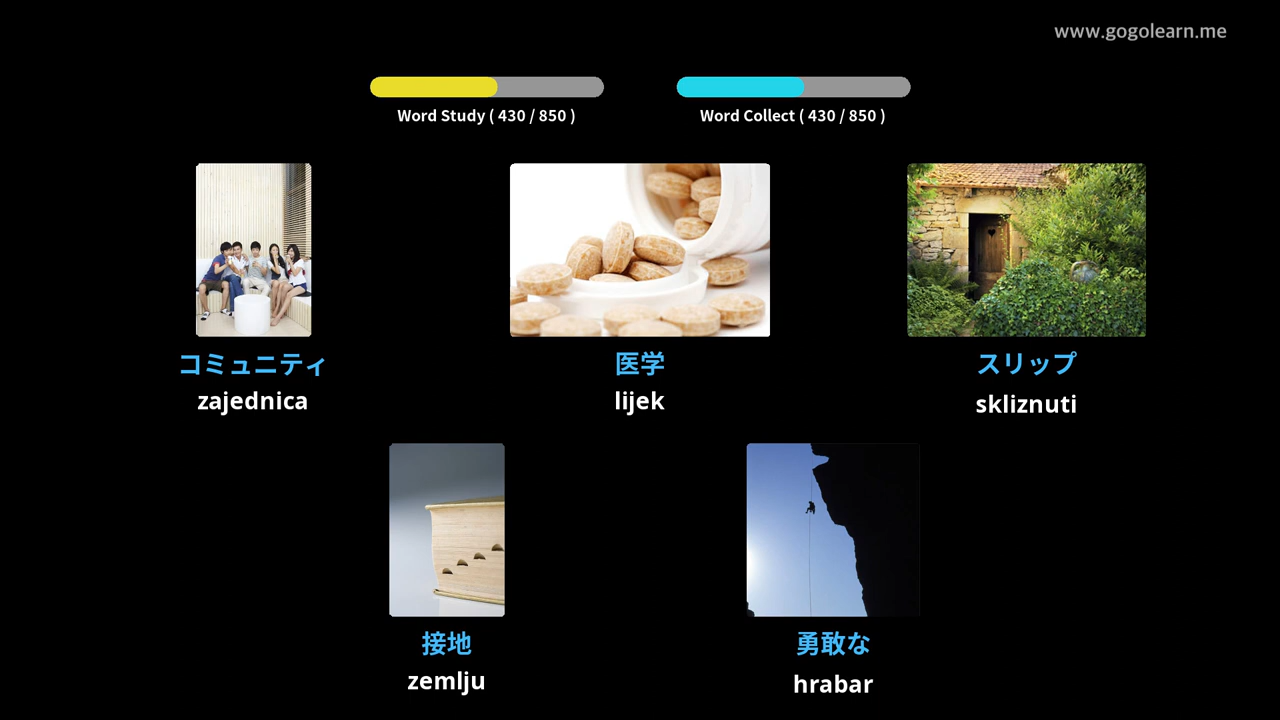 www.gogolearn.me
Word Study ( 430 / 850 )
Word Collect ( 430 / 850 )
コミュニティ
zajednica
医学
lijek
スリップ
skliznuti
接地
zemlju
勇敢な
hrabar